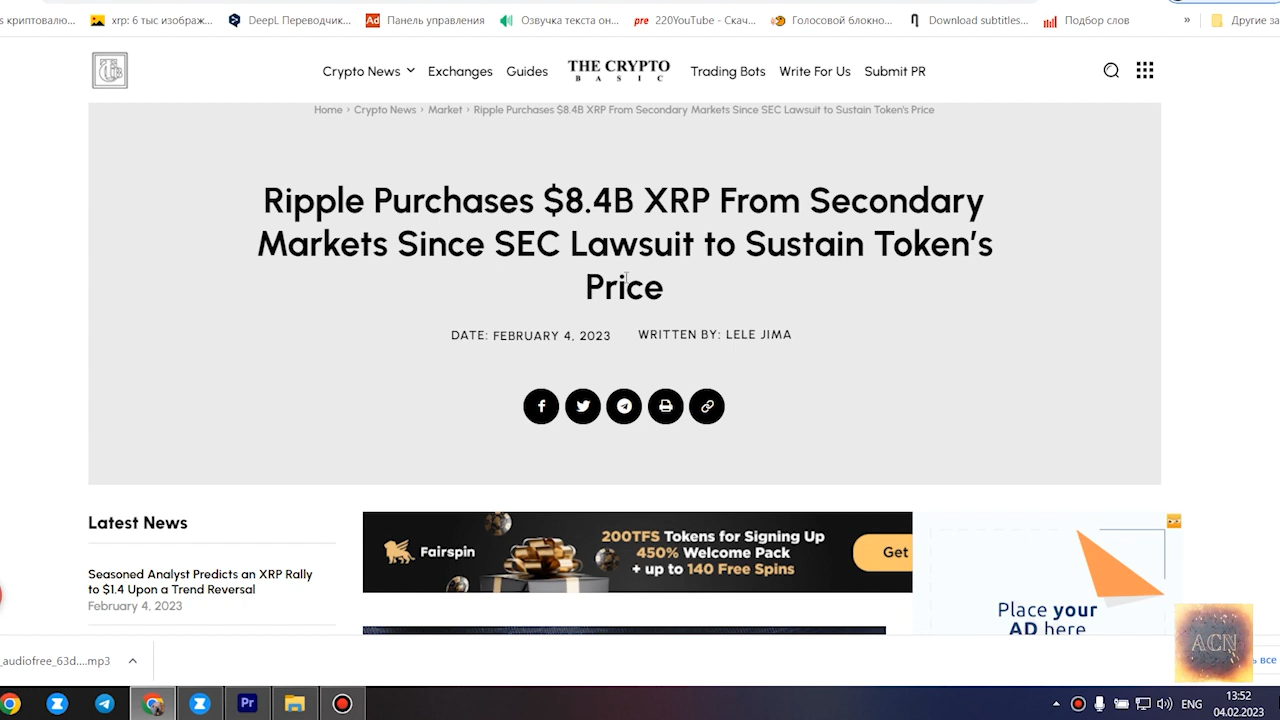 s криптовалю...
xrp: 6 тыс изображ...
DeepL Переводчик...
Ad Панель управления
Озвучка текста он...
pre 220YouTube - Скач...
Голосовой блокно...
Download subtitles...
Подбор слов
»
Другие за
Crypto News
Exchanges
Guides
THE CRYPTO
BASIC
Trading Bots
Write For Us
Submit PR
Home › Crypto News › Market › Ripple Purchases $8.4B XRP From Secondary Markets Since SEC Lawsuit to Sustain Token's Price
Ripple Purchases $8.4B XRP From Secondary
Markets Since SEC Lawsuit to Sustain Token's
Price
DATE: FEBRUARY 4, 2023 WRITTEN BY: LELE JIMA
Latest News
Seasoned Analyst Predicts an XRP Rally
to $1.4 Upon a Trend Reversal
February 4, 2023
Fairspin
200TFS Tokens for Signing Up
450% Welcome Pack
+ up to 140 Free Spins
Get
Place your
AD here
ACN
_audiofree_63d....mp3
ь все
Pr
ENG
13:52
04.02.2023